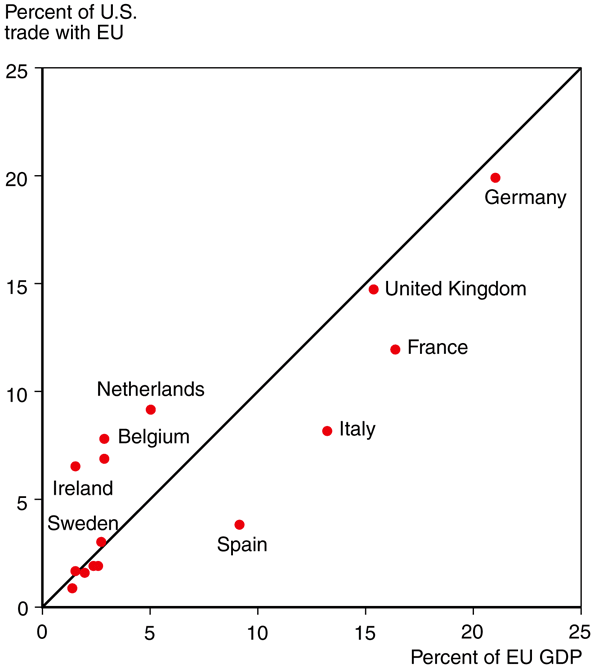 Percent of U.S.
trade with EU
25
20
Germany
15
United Kingdom
France
10
Netherlands
Belgium
Italy
Ireland
5
Sweden
Spain
0
0 5 10 15 20 25
Percent of EU GDP